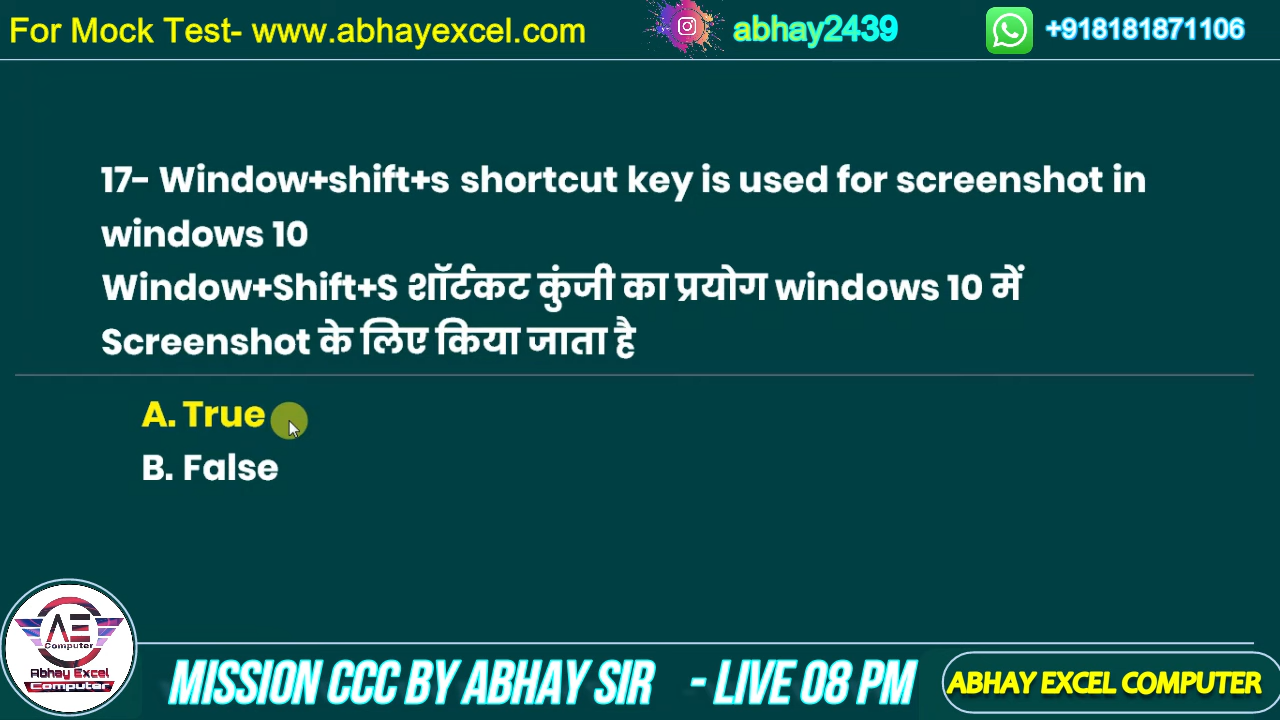 For Mock Test- www.abhayexcel.com
abhay2439
+918181871106
17- Window+shift+s shortcut key is used for screenshot in
windows 10
Window+Shift+S शॉर्टकट कुंजी का प्रयोग windows 10 में
Screenshot के लिए किया जाता है
A. True
B. False
AE
Computer
Abhay Excel
Computer
MISSION CCC BY ABHAY SIR - LIVE 08 PM
ABHAY EXCEL COMPUTER